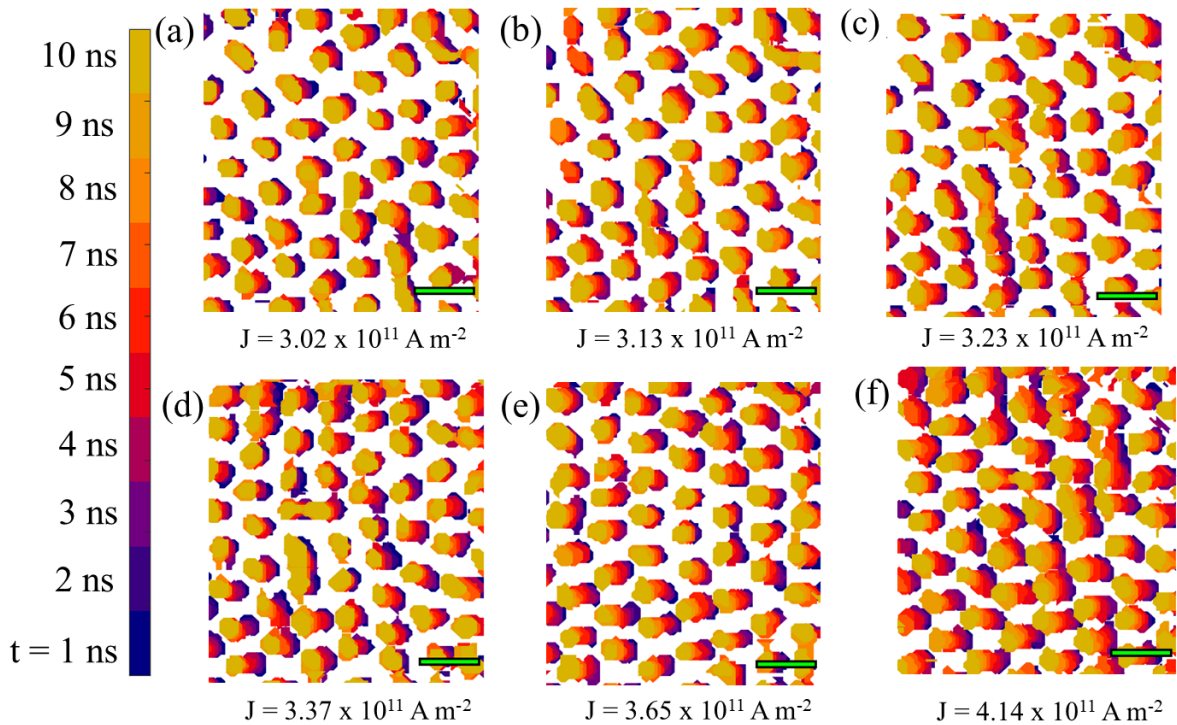 (a)
(b)
(c)
10 ns
9 ns
8 ns
7 ns
6 ns
5 ns
4 ns
3 ns
2 ns
t = 1 ns
J = 3.02 x 10¹¹ A m⁻²
J = 3.13 x 10¹¹ A m⁻²
J = 3.23 x 10¹¹ A m⁻²
(d)
(e)
(f)
J = 3.37 x 10¹¹ A m⁻²
J = 3.65 x 10¹¹ A m⁻²
J = 4.14 x 10¹¹ A m⁻²